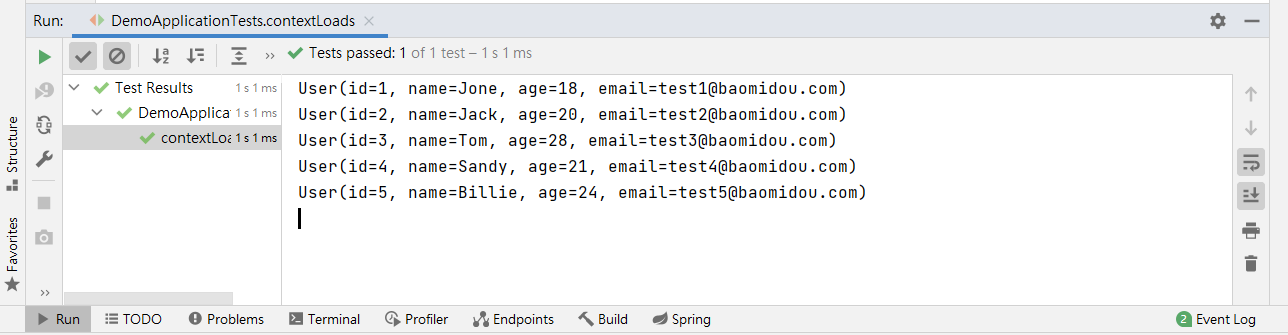 Run: DemoApplicationTests.contextLoads
Tests passed: 1 of 1 test – 1 s 1 ms
Test Results 1 s 1 ms
DemoApplica 1 s 1 ms
contextLoa 1 s 1 ms
User(id=1, name=Jone, age=18, email=test1@baomidou.com)
User(id=2, name=Jack, age=20, email=test2@baomidou.com)
User(id=3, name=Tom, age=28, email=test3@baomidou.com)
User(id=4, name=Sandy, age=21, email=test4@baomidou.com)
User(id=5, name=Billie, age=24, email=test5@baomidou.com)
Structure
Favorites
Run TODO Problems Terminal Profiler Endpoints Build Spring 2 Event Log